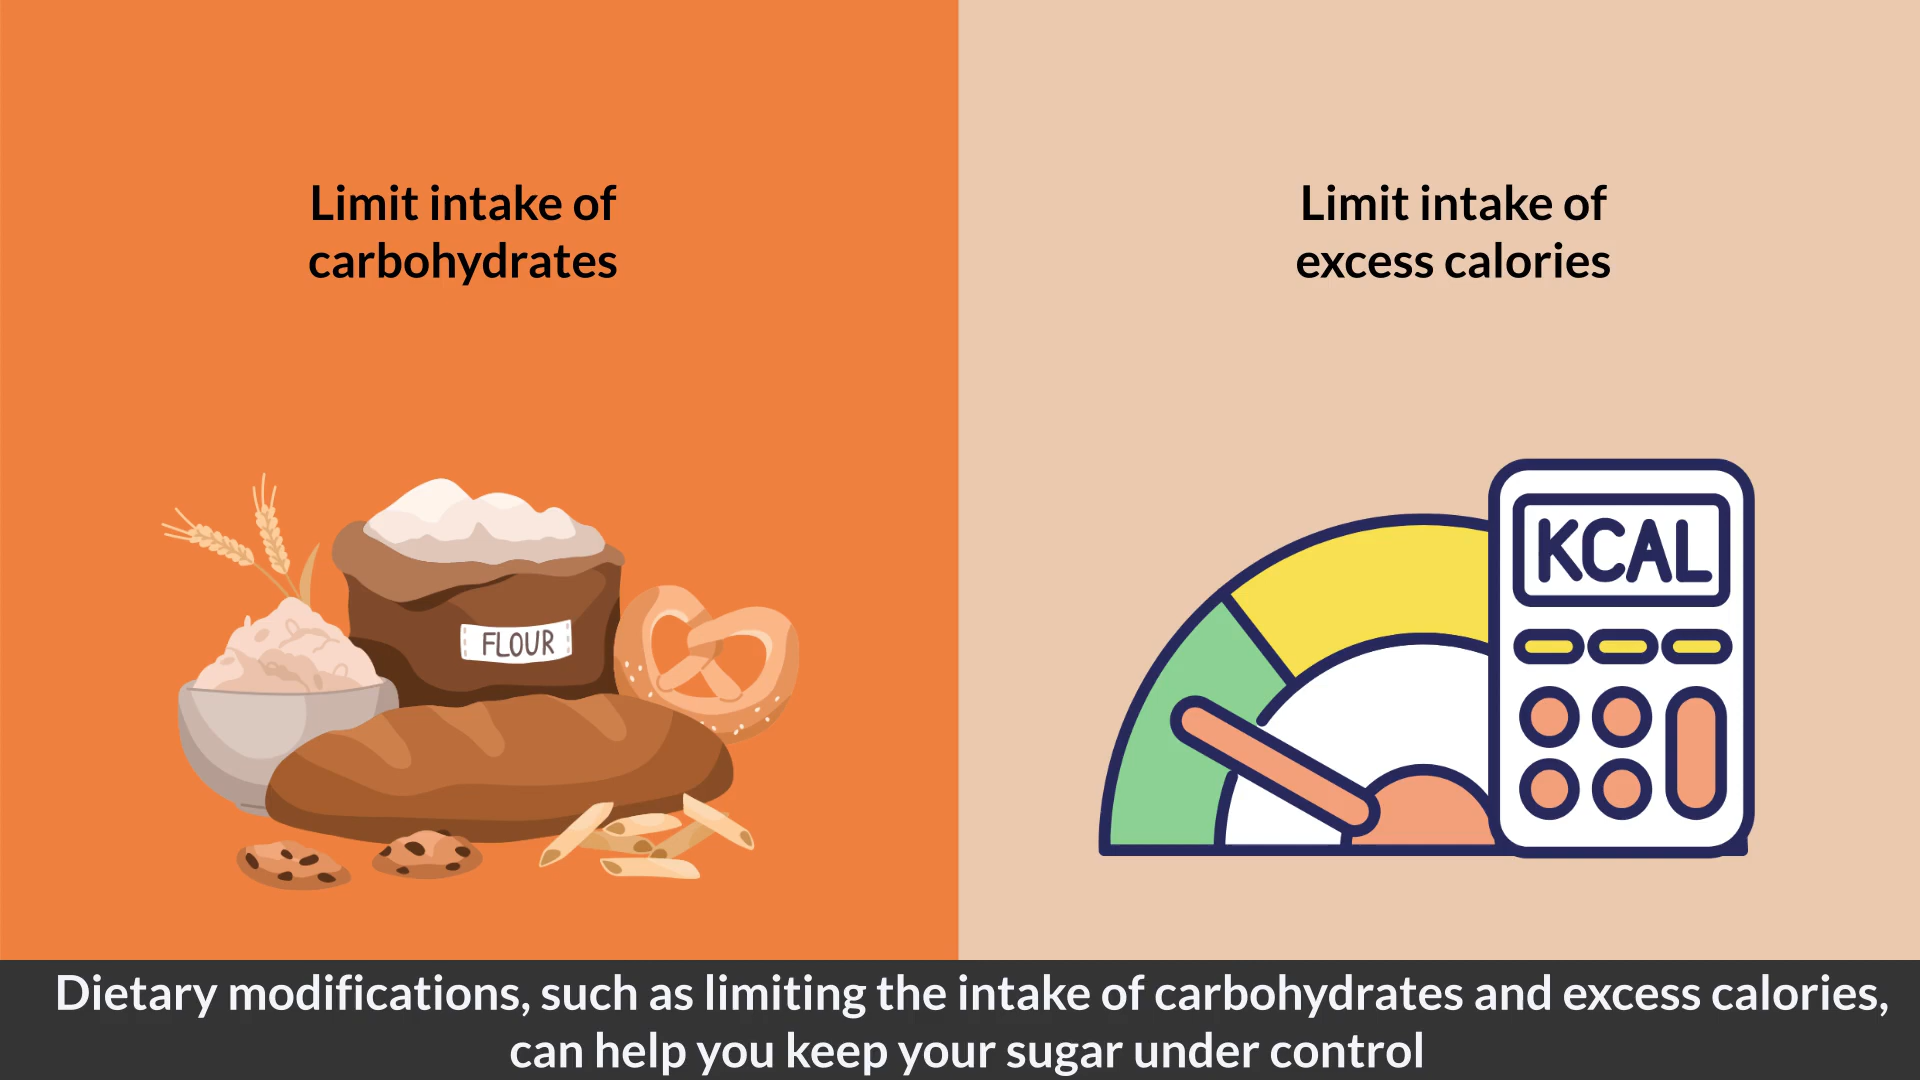 Limit intake of
carbohydrates
Limit intake of
excess calories
FLOUR
KCAL
Dietary modifications, such as limiting the intake of carbohydrates and excess calories,
can help you keep your sugar under control